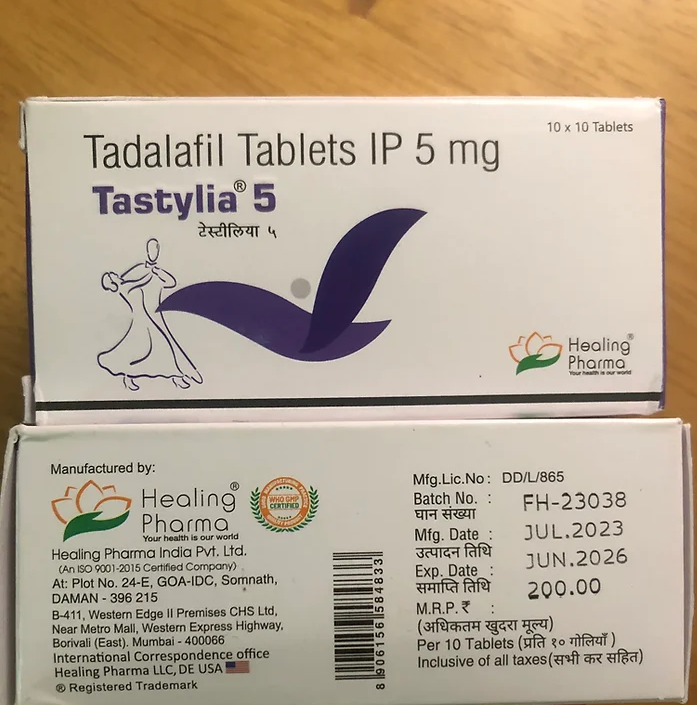 10 x 10 Tablets
Tadalafil Tablets IP 5 mg
Tastylia® 5
टेस्टीलिया ५
Healing®
Pharma
Your health is our world
Manufactured by:
Healing®
Pharma
Your health is our world
WHO GMP
CERTIFIED
Healing Pharma India Pvt. Ltd.
(An ISO 9001-2015 Certified Company)
At: Plot No. 24-E, GOA-IDC, Somnath,
DAMAN - 396 215
B-411, Western Edge II Premises CHS Ltd,
Near Metro Mall, Western Express Highway,
Borivali (East). Mumbai - 400066
International Correspondence office
Healing Pharma LLC, DE USA
® Registered Trademark
8 906156 584833
Mfg.Lic.No : DD/L/865
Batch No. : FH-23038
घान संख्या
Mfg. Date : JUL.2023
उत्पादन तिथि
Exp. Date : JUN.2026
समाप्ति तिथि
M.R.P. ₹ : 200.00
(अधिकतम खुदरा मूल्य)
Per 10 Tablets (प्रति १० गोलियाँ )
Inclusive of all taxes(सभी कर सहित)